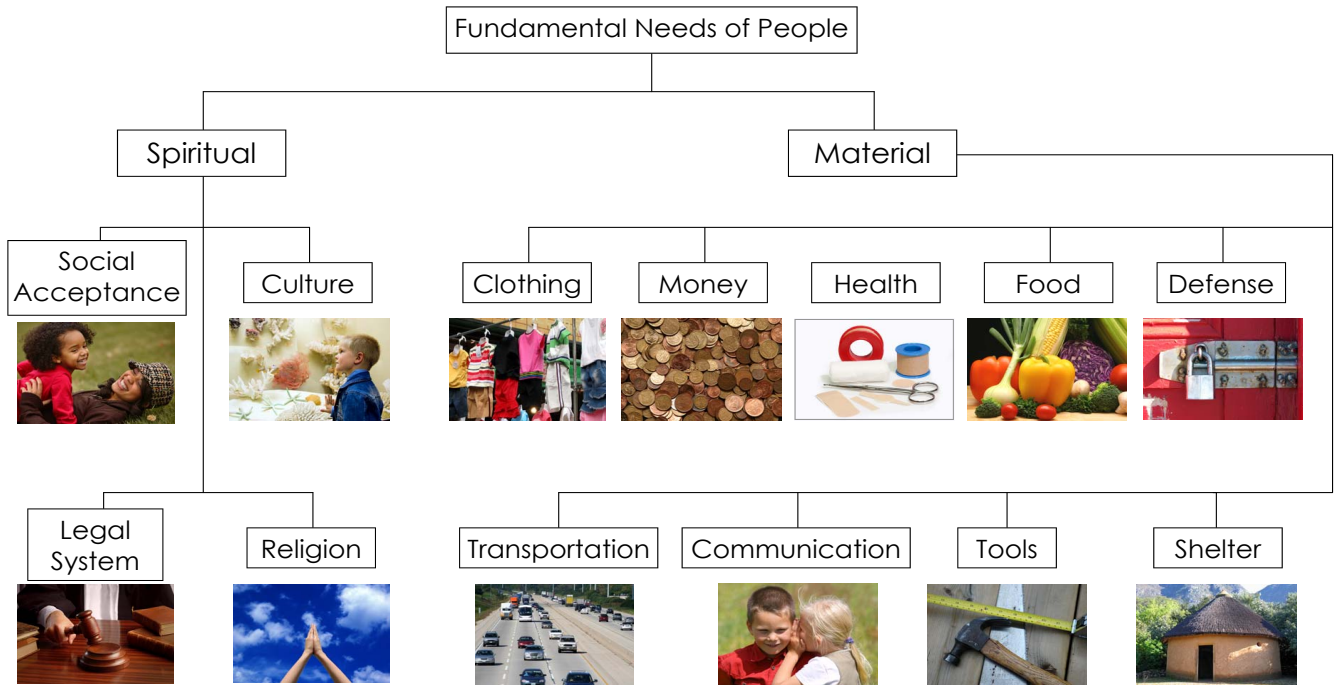 Fundamental Needs of People
Spiritual
Material
Social
Acceptance
Culture
Clothing
Money
Health
Food
Defense
Legal
System
Religion
Transportation
Communication
Tools
Shelter